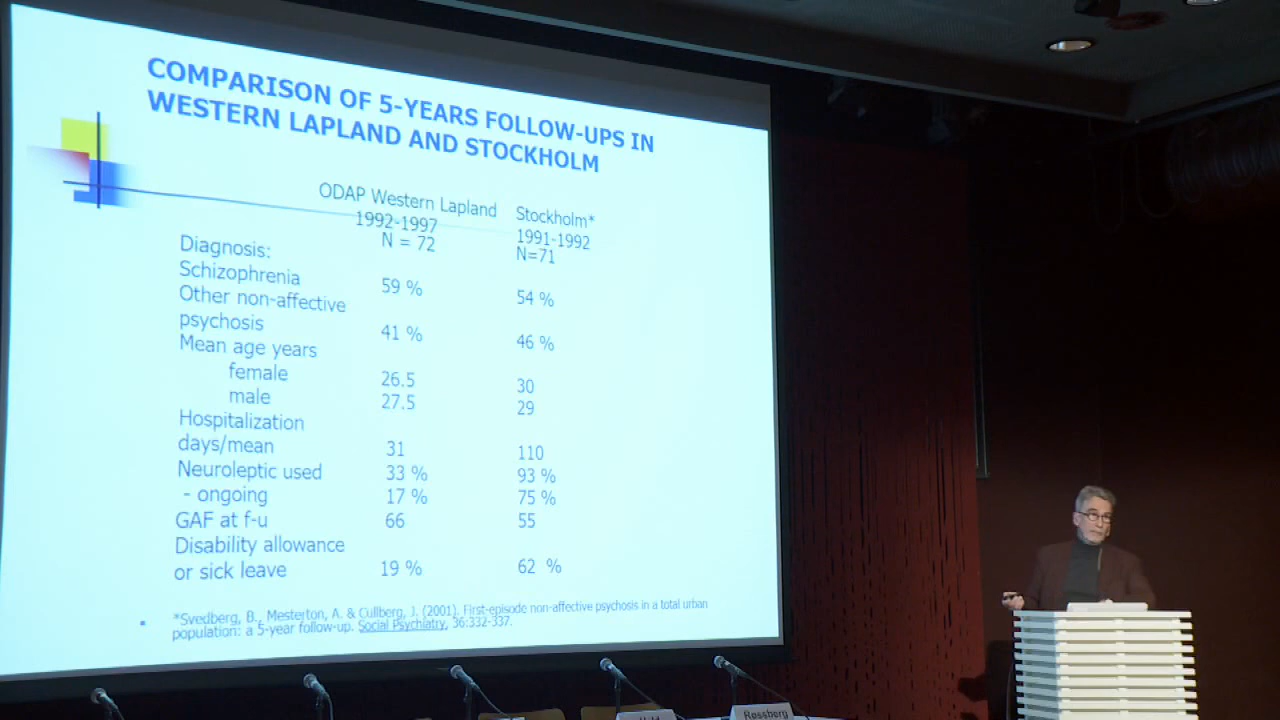 COMPARISON OF 5-YEARS FOLLOW-UPS IN
WESTERN LAPLAND AND STOCKHOLM
ODAP Western Lapland Stockholm*
1992-1997 1991-1992
N = 72 N=71
Diagnosis:
Schizophrenia 59 % 54 %
Other non-affective
psychosis 41 % 46 %
Mean age years
female 26.5 30
male 27.5 29
Hospitalization
days/mean 31 110
Neuroleptic used 33 % 93 %
- ongoing 17 % 75 %
GAF at f-u 66 55
Disability allowance
or sick leave 19 % 62 %
*Svedberg, B., Mesterton, A. & Cullberg, J. (2001). First-episode non-affective psychosis in a total urban
population: a 5-year follow-up. Social Psychiatry, 36:332-337.
Rossberg